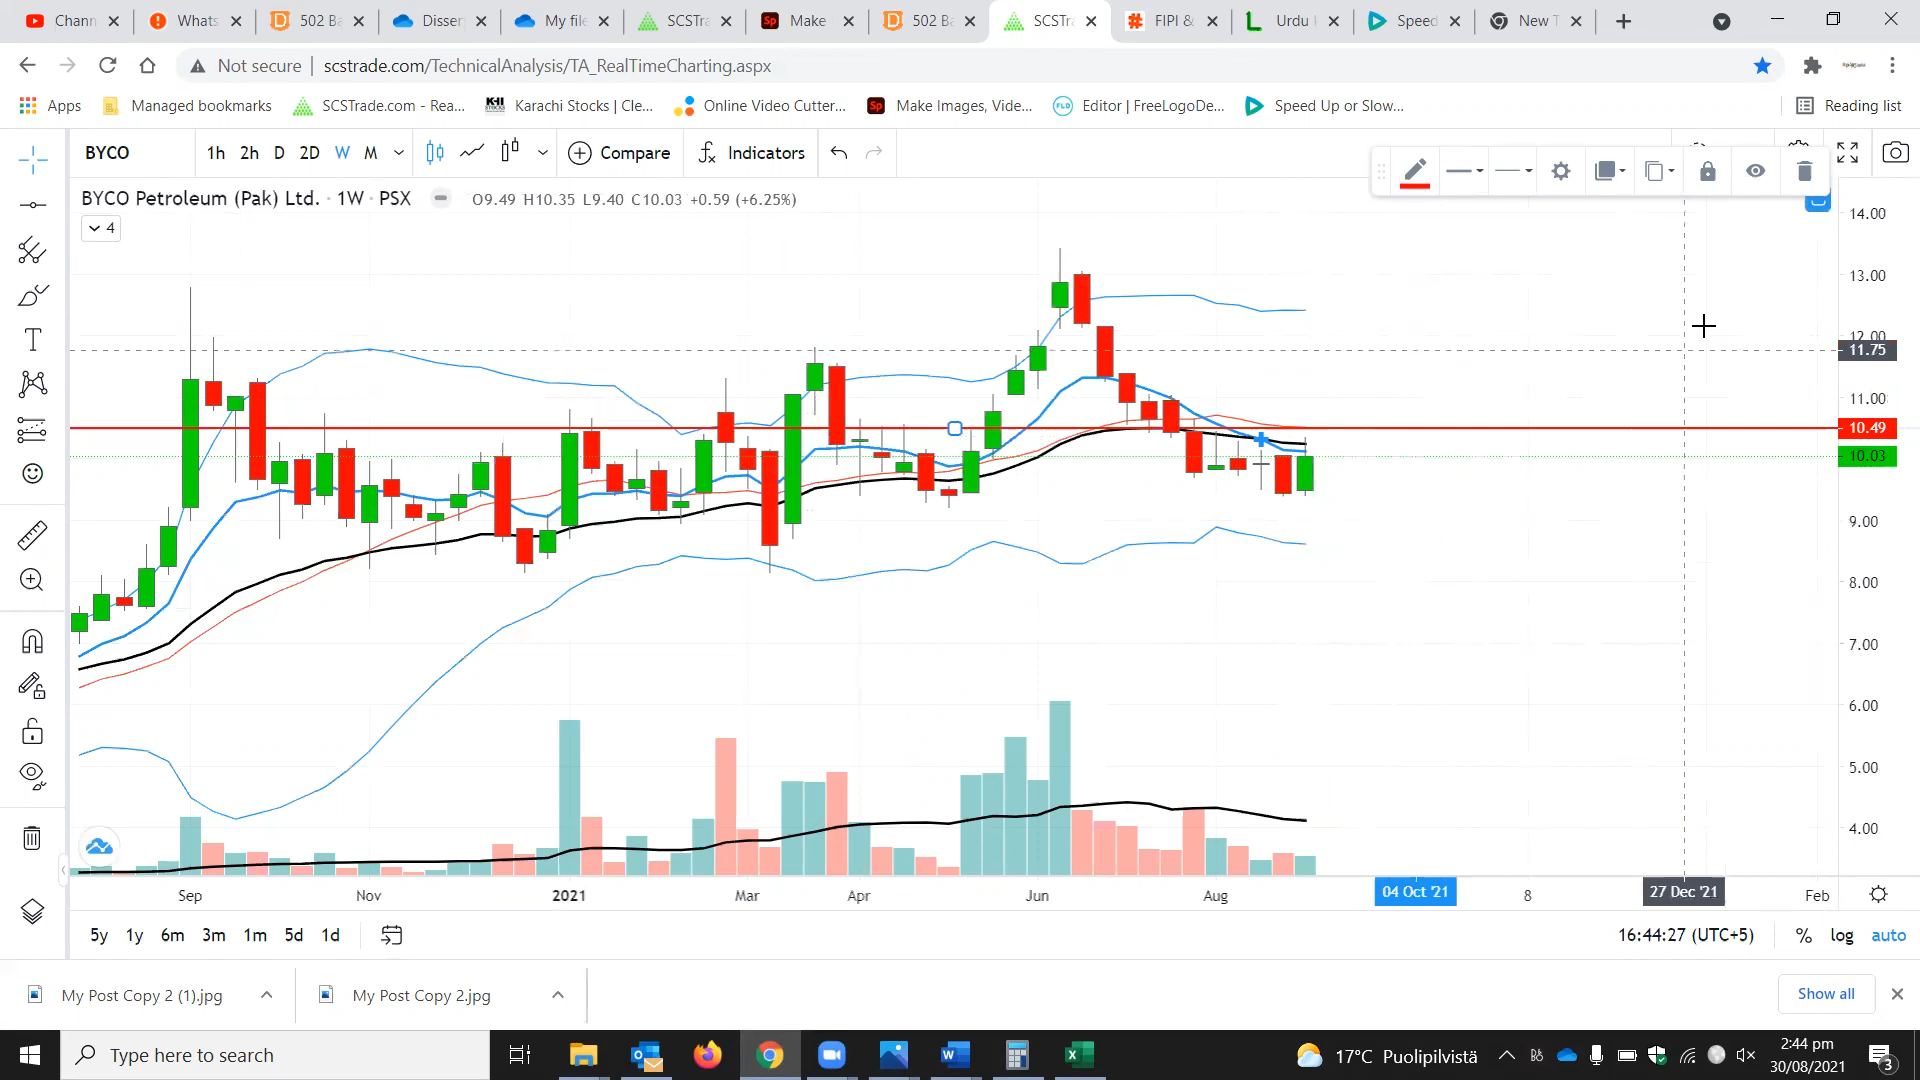 Chann
Whats
502 Ba
Disser
My file
SCSTra
Make
502 Ba
SCSTra
FIPI &
Urdu
Speed
New T
Not secure
scstrade.com/TechnicalAnalysis/TA_RealTimeCharting.aspx
Apps
Managed bookmarks
SCSTrade.com - Rea...
Karachi Stocks | Cle...
Online Video Cutter...
Make Images, Vide...
Editor | FreeLogoDe...
Speed Up or Slow...
Reading list
BYCO
1h 2h D 2D W M
Compare
Indicators
BYCO Petroleum (Pak) Ltd. · 1W · PSX
O9.49 H10.35 L9.40 C10.03 +0.59 (+6.25%)
4
14.00
13.00
12.00
11.75
11.00
10.49
10.03
9.00
8.00
7.00
6.00
5.00
4.00
Sep Nov 2021 Mar Apr Jun Aug 04 Oct '21 8 27 Dec '21 Feb
5y 1y 6m 3m 1m 5d 1d
16:44:27 (UTC+5) % log auto
My Post Copy 2 (1).jpg
My Post Copy 2.jpg
Show all
Type here to search
17°C Puolipilvistä
2:44 pm
30/08/2021
3